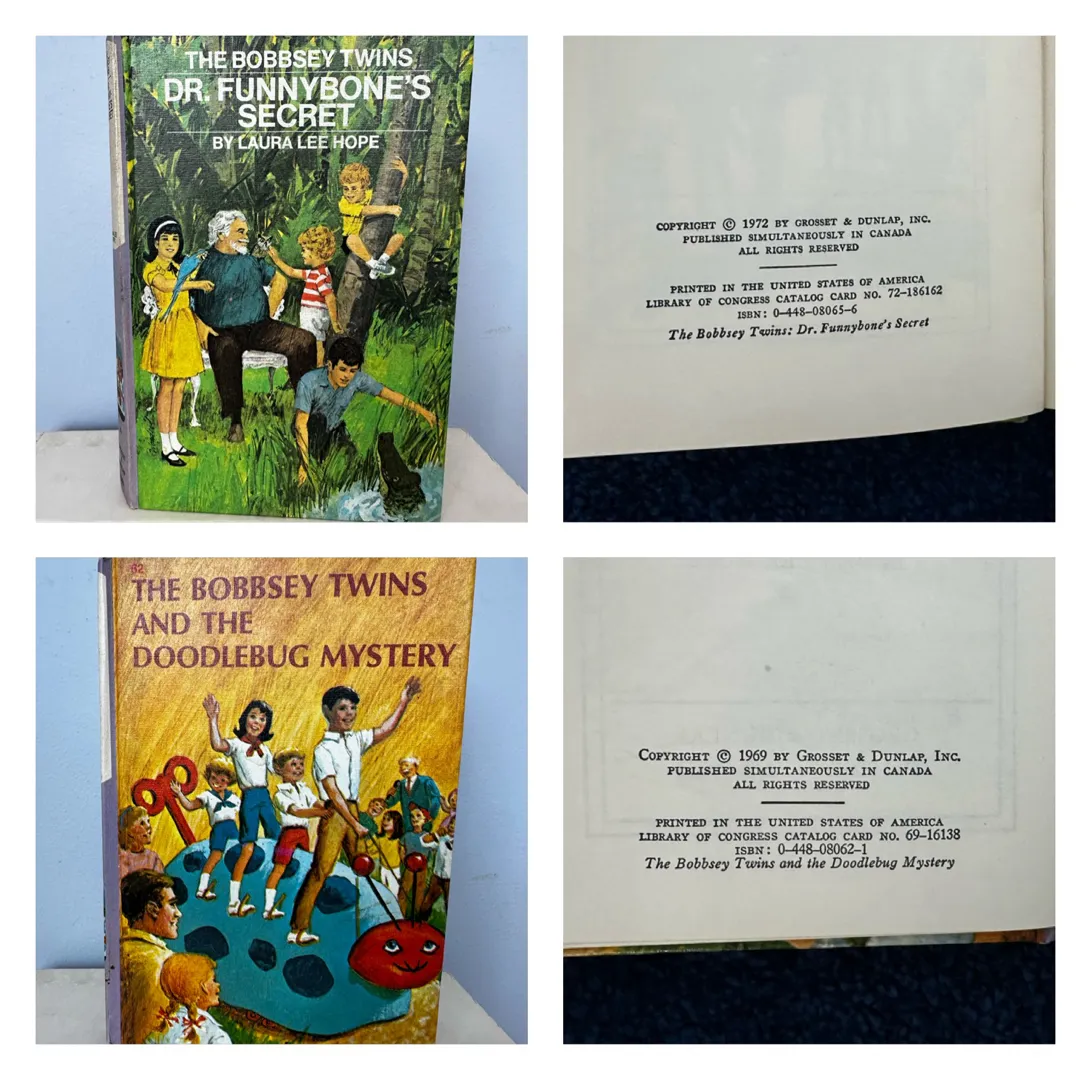 THE BOBBSEY TWINS
DR. FUNNYBONE'S
SECRET
BY LAURA LEE HOPE
COPYRIGHT © 1972 BY GROSSET & DUNLAP, INC.
PUBLISHED SIMULTANEOUSLY IN CANADA
ALL RIGHTS RESERVED
PRINTED IN THE UNITED STATES OF AMERICA
LIBRARY OF CONGRESS CATALOG CARD NO. 72-186162
ISBN: 0-448-08065-6
The Bobbsey Twins: Dr. Funnybone's Secret
62
THE BOBBSEY TWINS
AND THE
DOODLEBUG MYSTERY
COPYRIGHT © 1969 BY GROSSET & DUNLAP, INC.
PUBLISHED SIMULTANEOUSLY IN CANADA
ALL RIGHTS RESERVED
PRINTED IN THE UNITED STATES OF AMERICA
LIBRARY OF CONGRESS CATALOG CARD NO. 69-16138
ISBN: 0-448-08062-1
The Bobbsey Twins and the Doodlebug Mystery